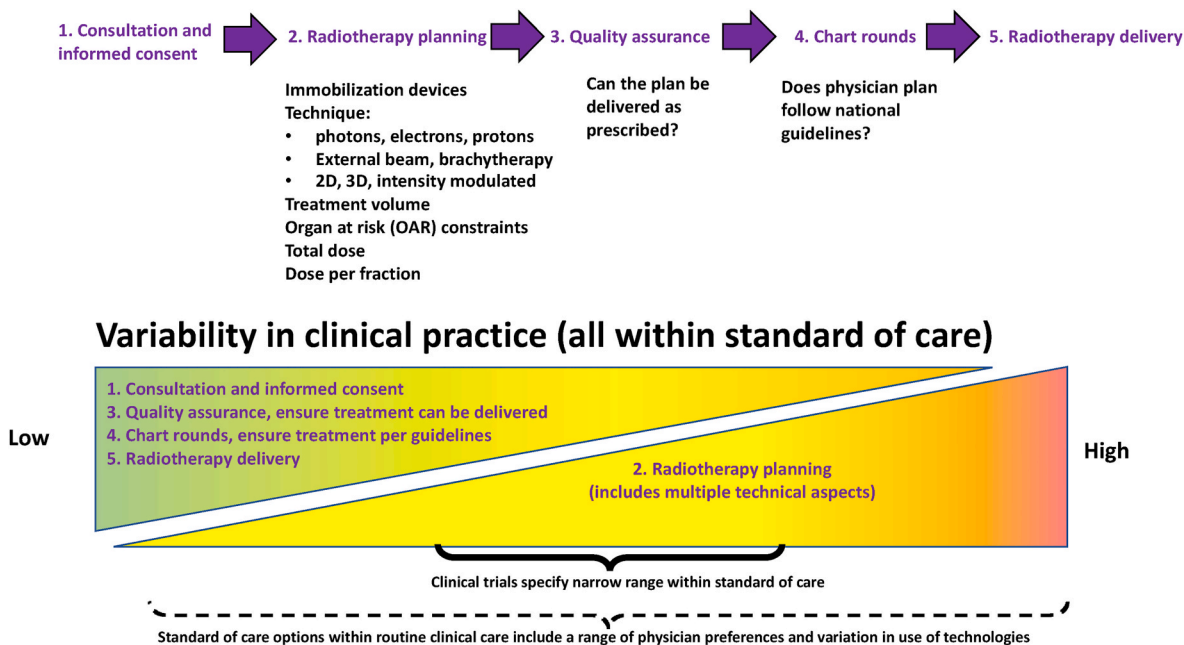 1. Consultation and
informed consent
2. Radiotherapy planning
3. Quality assurance
4. Chart rounds
5. Radiotherapy delivery
Immobilization devices
Technique:
• photons, electrons, protons
• External beam, brachytherapy
• 2D, 3D, intensity modulated
Treatment volume
Organ at risk (OAR) constraints
Total dose
Dose per fraction
Can the plan be
delivered as
prescribed?
Does physician plan
follow national
guidelines?
Variability in clinical practice (all within standard of care)
Low
1. Consultation and informed consent
3. Quality assurance, ensure treatment can be delivered
4. Chart rounds, ensure treatment per guidelines
5. Radiotherapy delivery
2. Radiotherapy planning
(includes multiple technical aspects)
High
Clinical trials specify narrow range within standard of care
Standard of care options within routine clinical care include a range of physician preferences and variation in use of technologies